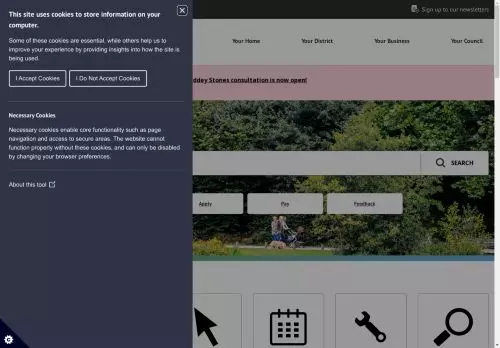 This site uses cookies to store information on your
computer.
Some of these cookies are essential, while others help us to
improve your experience by providing insights into how the site is
being used.
I Accept Cookies
I Do Not Accept Cookies
Necessary Cookies
Necessary cookies enable core functionality such as page
navigation and access to secure areas. The website cannot
function properly without these cookies, and can only be disabled
by changing your browser preferences.
About this tool
Sign up to our newsletters
Your Home
Your District
Your Business
Your Council
Stones consultation is now open!
SEARCH
Apply
Pay
Feedback